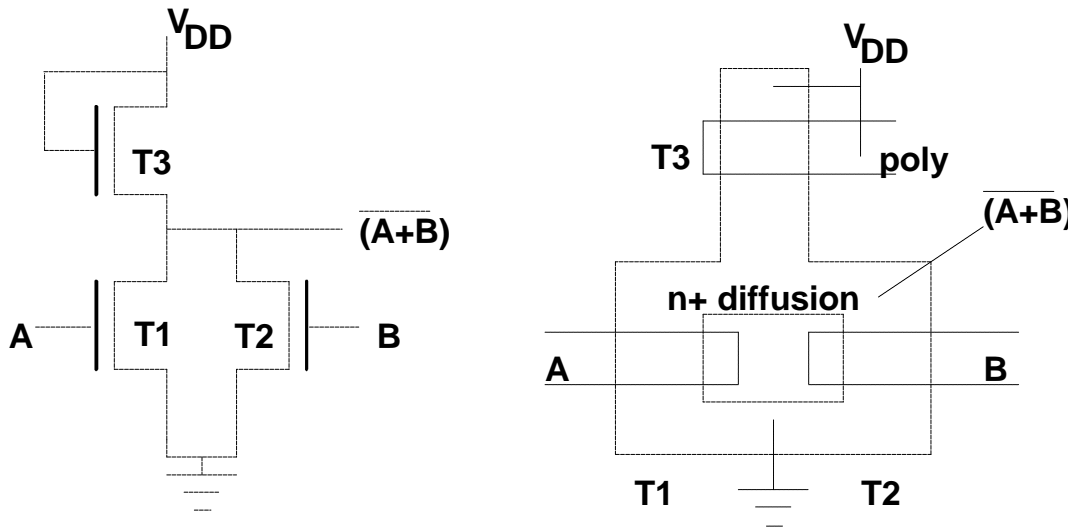 VDD
T3
(A+B)
A
T1
T2
B
VDD
T3
poly
(A+B)
n+ diffusion
A
B
T1
T2